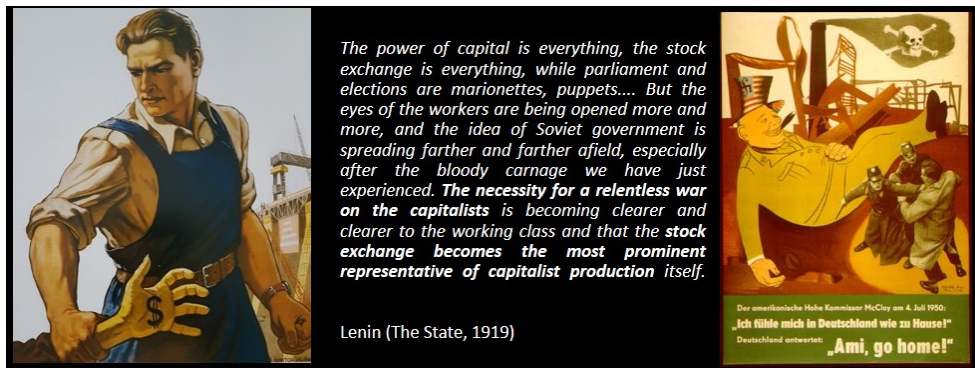 The power of capital is everything, the stock
exchange is everything, while parliament and
elections are marionettes, puppets.... But the
eyes of the workers are being opened more and
more, and the idea of Soviet government is
spreading farther and farther afield, especially
after the bloody carnage we have just
experienced. The necessity for a relentless war
on the capitalists is becoming clearer and
clearer to the working class and that the stock
exchange becomes the most prominent
representative of capitalist production itself.
Lenin (The State, 1919)
$
Der amerikanische Hohe Kommissar McCloy am 4. Juli 1950:
„Ich fühle mich in Deutschland wie zu Hause!“
Deutschland antwortet: „Ami, go home!“